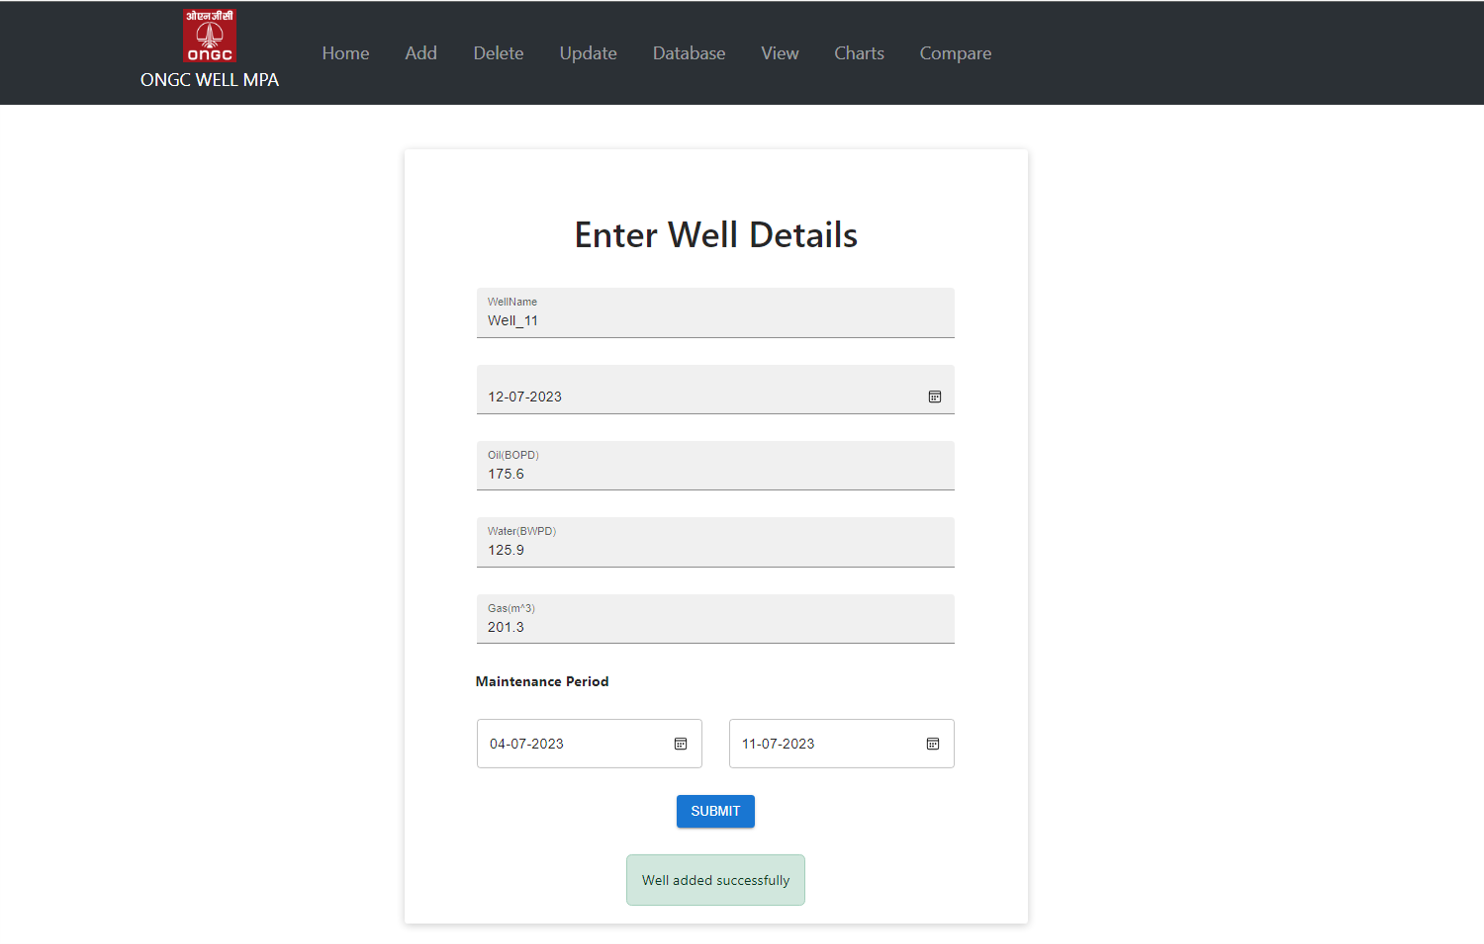 ओएनजीसी
ONGC
ONGC WELL MPA
Home Add Delete Update Database View Charts Compare
Enter Well Details
WellName
Well_11
12-07-2023
Oil(BOPD)
175.6
Water(BWPD)
125.9
Gas(m^3)
201.3
Maintenance Period
04-07-2023 11-07-2023
SUBMIT
Well added successfully